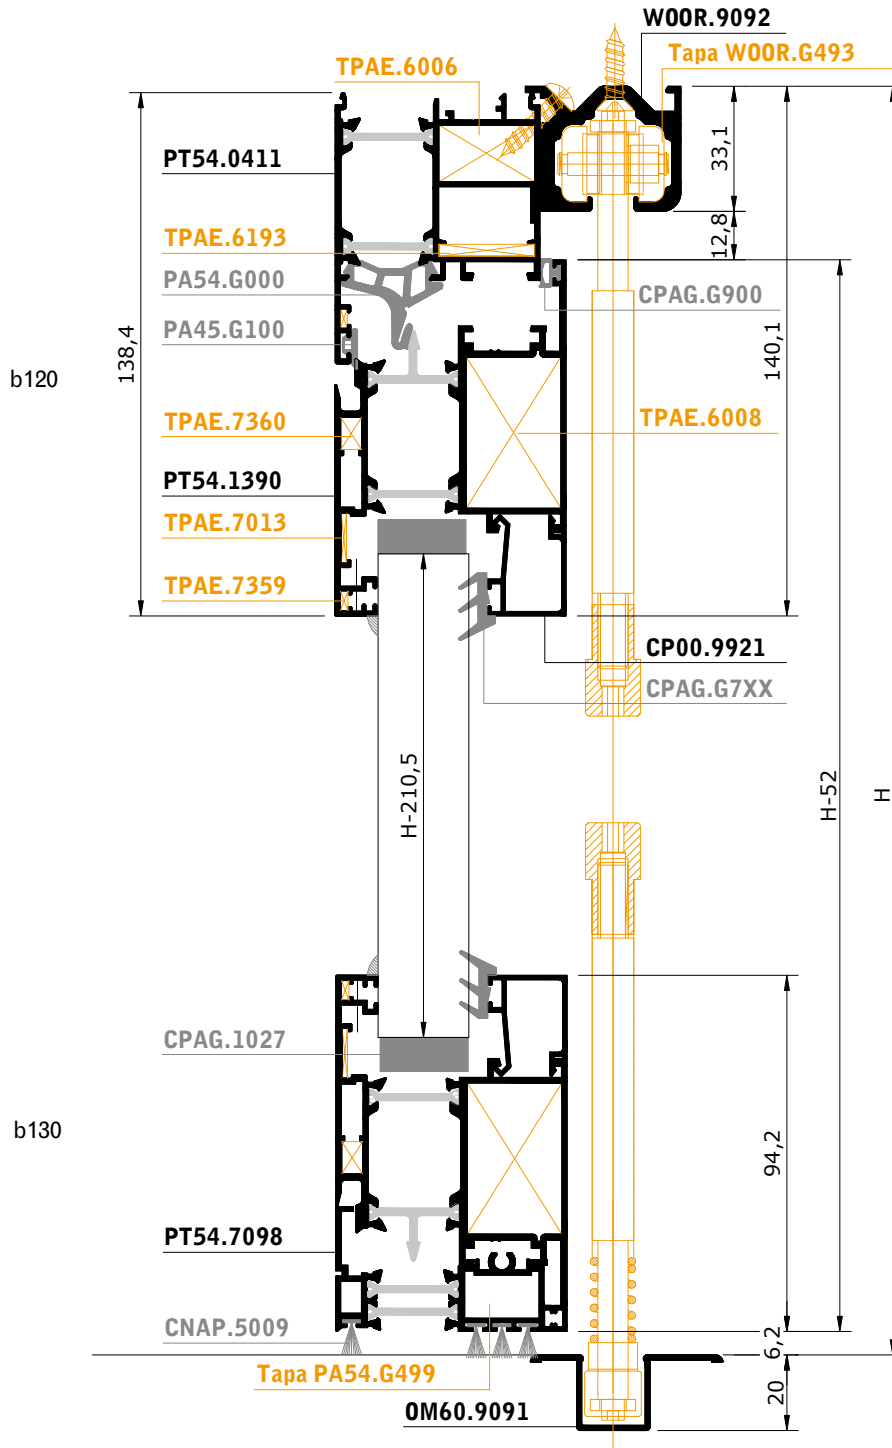 WOOR.9092
Tapa WOOR.G493
TPAE.6006
PT54.0411
33,1
TPAE.6193
12,8
PA54.G000
CPAG.G900
PA45.G100
138,4
140,1
b120
TPAE.7360
TPAE.6008
PT54.1390
TPAE.7013
TPAE.7359
CP00.9921
CPAG.G7XX
H-210,5
H-52
H
CPAG.1027
b130
94,2
PT54.7098
CNAP.5009
6,2
Tapa PA54.G499
20
OM60.9091